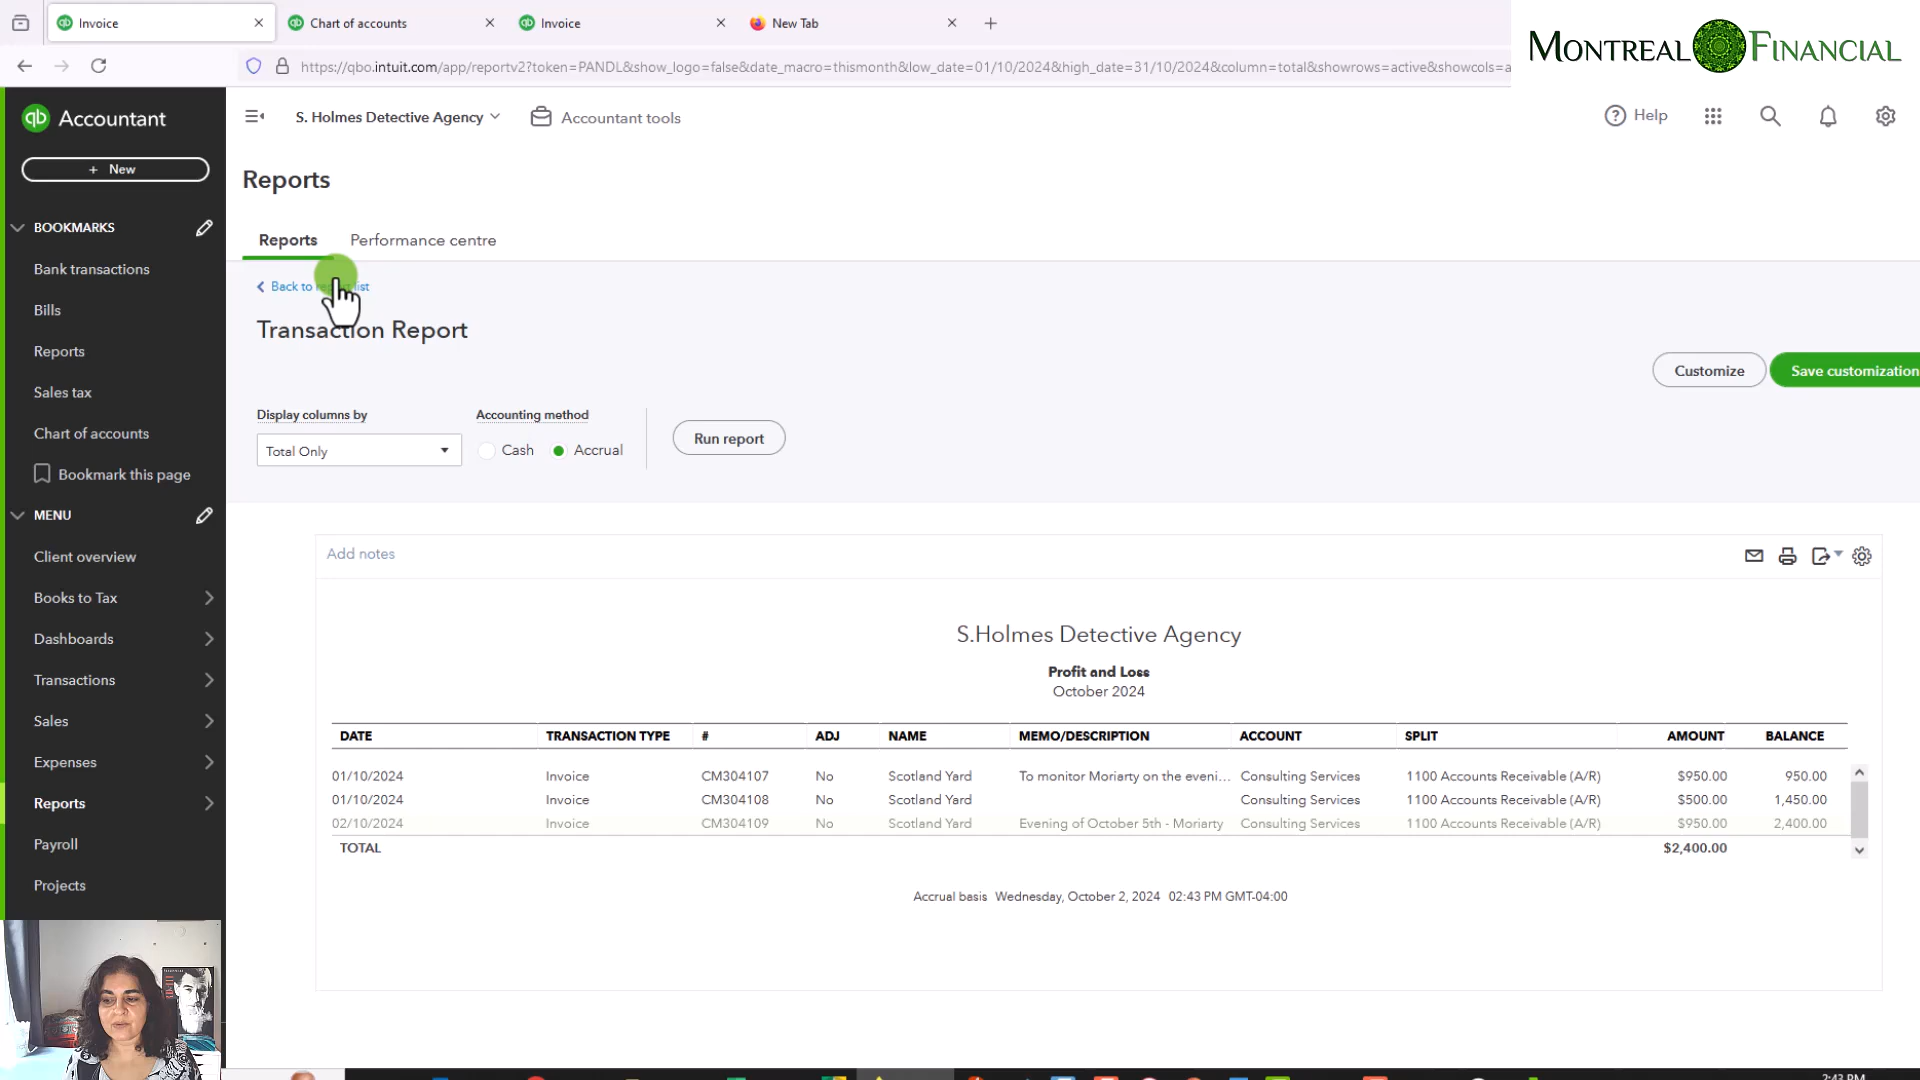 Invoice
Chart of accounts
Invoice
New Tab
MONTREAL FINANCIAL
https://qbo.intuit.com/app/reportv2?token=PANDL&show_logo=false&date_macro=thismonth&low_date=01/10/2024&high_date=31/10/2024&column=total&showrows=active&showcols=a
qb Accountant
S. Holmes Detective Agency
Accountant tools
Help
+ New
Reports
BOOKMARKS
Reports Performance centre
Bank transactions
Back to report list
Bills
Transaction Report
Reports
Customize
Save customization
Sales tax
Display columns by
Accounting method
Chart of accounts
Total Only
Cash
Accrual
Run report
Bookmark this page
MENU
Add notes
Client overview
Books to Tax
Dashboards
Transactions
Sales
Expenses
Reports
Payroll
Projects
S.Holmes Detective Agency
Profit and Loss
October 2024
DATE TRANSACTION TYPE # ADJ NAME MEMO/DESCRIPTION ACCOUNT SPLIT AMOUNT BALANCE
01/10/2024 Invoice CM304107 No Scotland Yard To monitor Moriarty on the eveni... Consulting Services 1100 Accounts Receivable (A/R) $950.00 950.00
01/10/2024 Invoice CM304108 No Scotland Yard Consulting Services 1100 Accounts Receivable (A/R) $500.00 1,450.00
02/10/2024 Invoice CM304109 No Scotland Yard Evening of October 5th - Moriarty Consulting Services 1100 Accounts Receivable (A/R) $950.00 2,400.00
TOTAL $2,400.00
Accrual basis Wednesday, October 2, 2024 02:43 PM GMT-04:00
2:43 PM